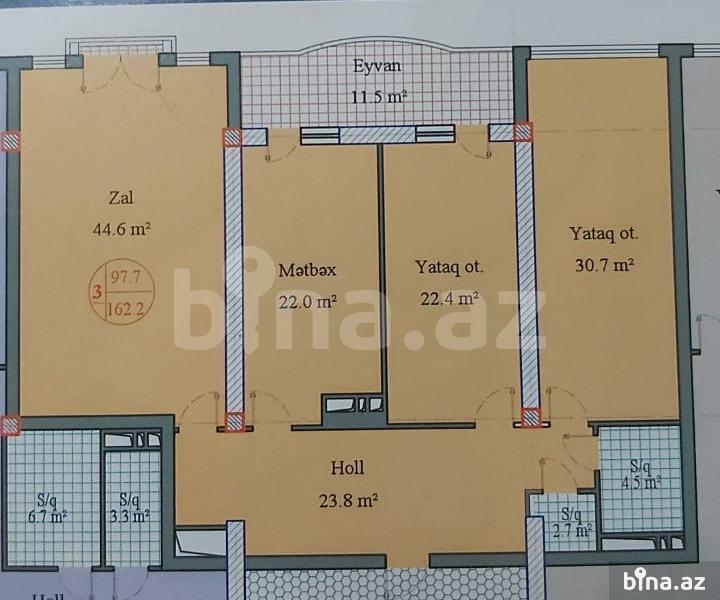 Eyvan
11.5 m²
Zal
44.6 m²
Yataq ot.
30.7 m²
Mətbəx
22.0 m²
Yataq ot.
22.4 m²
3
97.7
162.2
bina.az
Holl
23.8 m²
S/q
6.7 m²
S/q
3.3 m²
S/q
4.5 m²
S/q
2.7 m²
Holl
bina.az